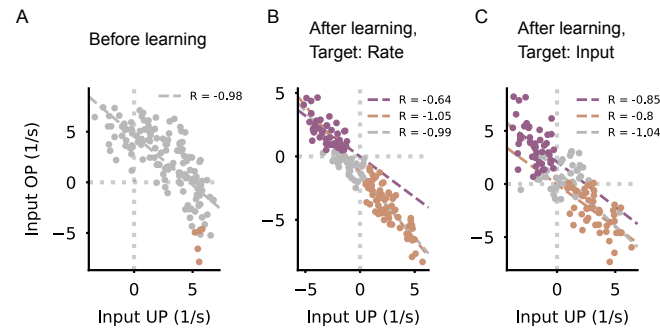 A
Before learning
B
After learning,
Target: Rate
C
After learning,
Target: Input
R = -0.98
R = -0.64
R = -1.05
R = -0.99
R = -0.85
R = -0.8
R = -1.04
Input OP (1/s)
5
0
−5
0
5
Input UP (1/s)
5
0
−5
−5
0
5
Input UP (1/s)
5
0
−5
0
5
Input UP (1/s)